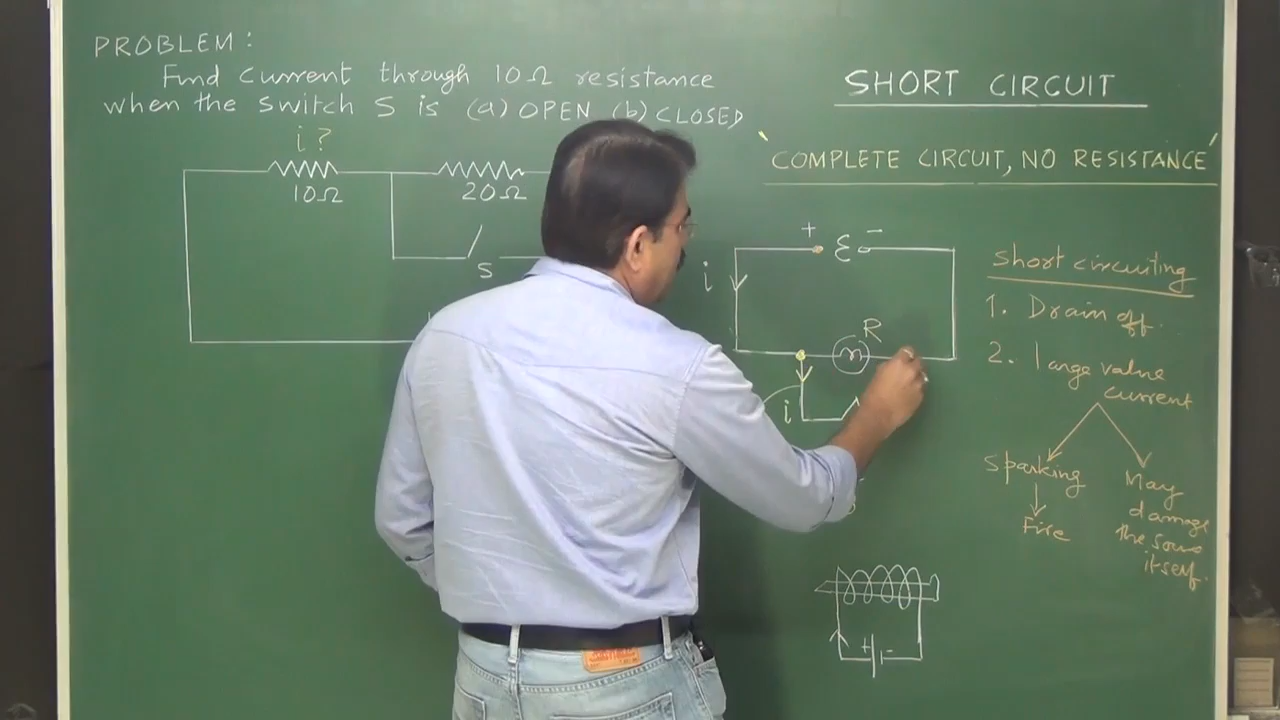 PROBLEM:
Find current through 10Ω resistance
when the switch S is (a) OPEN (b) CLOSED
i?
10Ω
20Ω
S
SHORT CIRCUIT
'COMPLETE CIRCUIT, NO RESISTANCE'
+ ℰ -
i
R
i
+ -
Short circuiting
1. Drain off.
2. large value
current
Sparking
Fire
May
damage
the
itself.